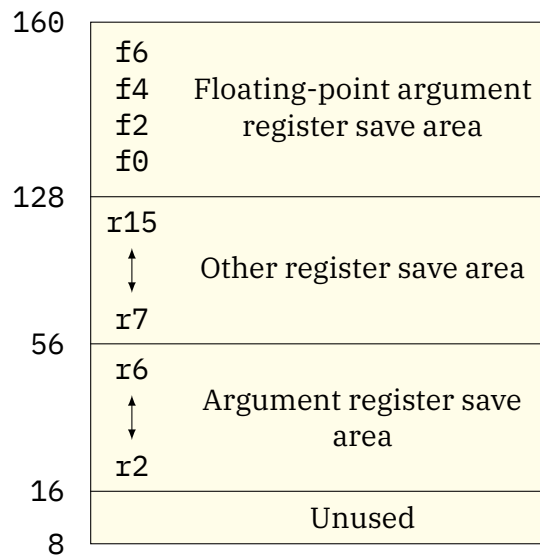 160
f6
f4 Floating-point argument
f2 register save area
f0
128
r15
Other register save area
r7
56
r6
Argument register save
area
r2
16
Unused
8